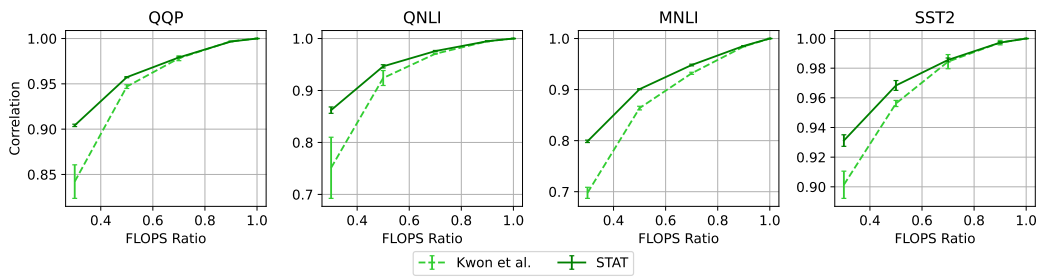 QQP
QNLI
MNLI
SST2
Correlation
1.00
0.95
0.90
0.85
0.4 0.6 0.8 1.0
FLOPS Ratio
1.0
0.9
0.8
0.7
0.4 0.6 0.8 1.0
FLOPS Ratio
1.0
0.9
0.8
0.7
0.4 0.6 0.8 1.0
FLOPS Ratio
1.00
0.98
0.96
0.94
0.92
0.90
0.4 0.6 0.8 1.0
FLOPS Ratio
Kwon et al.
STAT